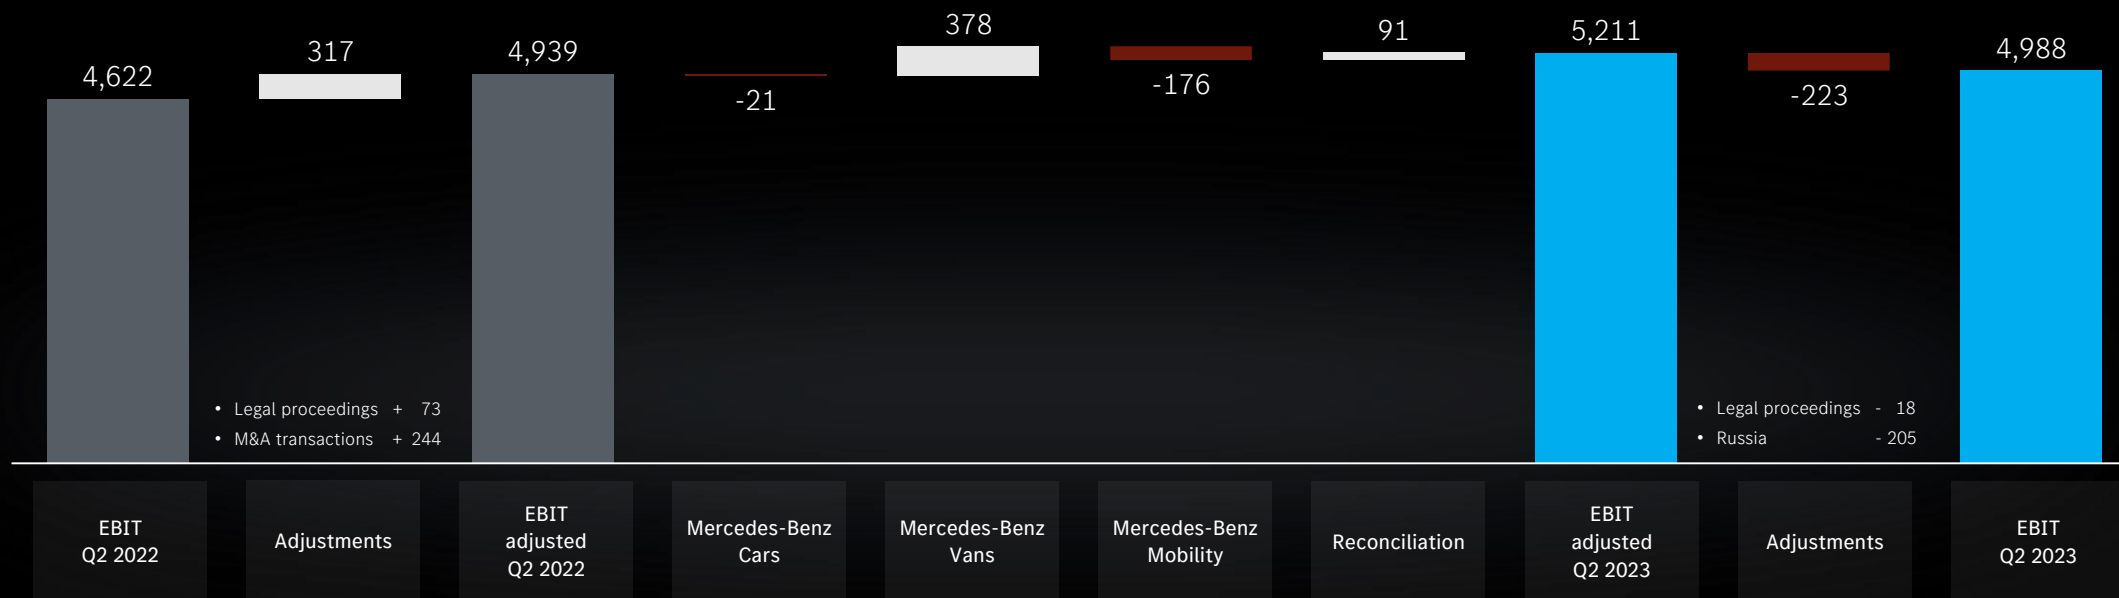 4,622
317
4,939
-21
378
-176
91
5,211
-223
4,988
• Legal proceedings + 73
• M&A transactions + 244
• Legal proceedings - 18
• Russia - 205
EBIT
Q2 2022
Adjustments
EBIT
adjusted
Q2 2022
Mercedes-Benz
Cars
Mercedes-Benz
Vans
Mercedes-Benz
Mobility
Reconciliation
EBIT
adjusted
Q2 2023
Adjustments
EBIT
Q2 2023